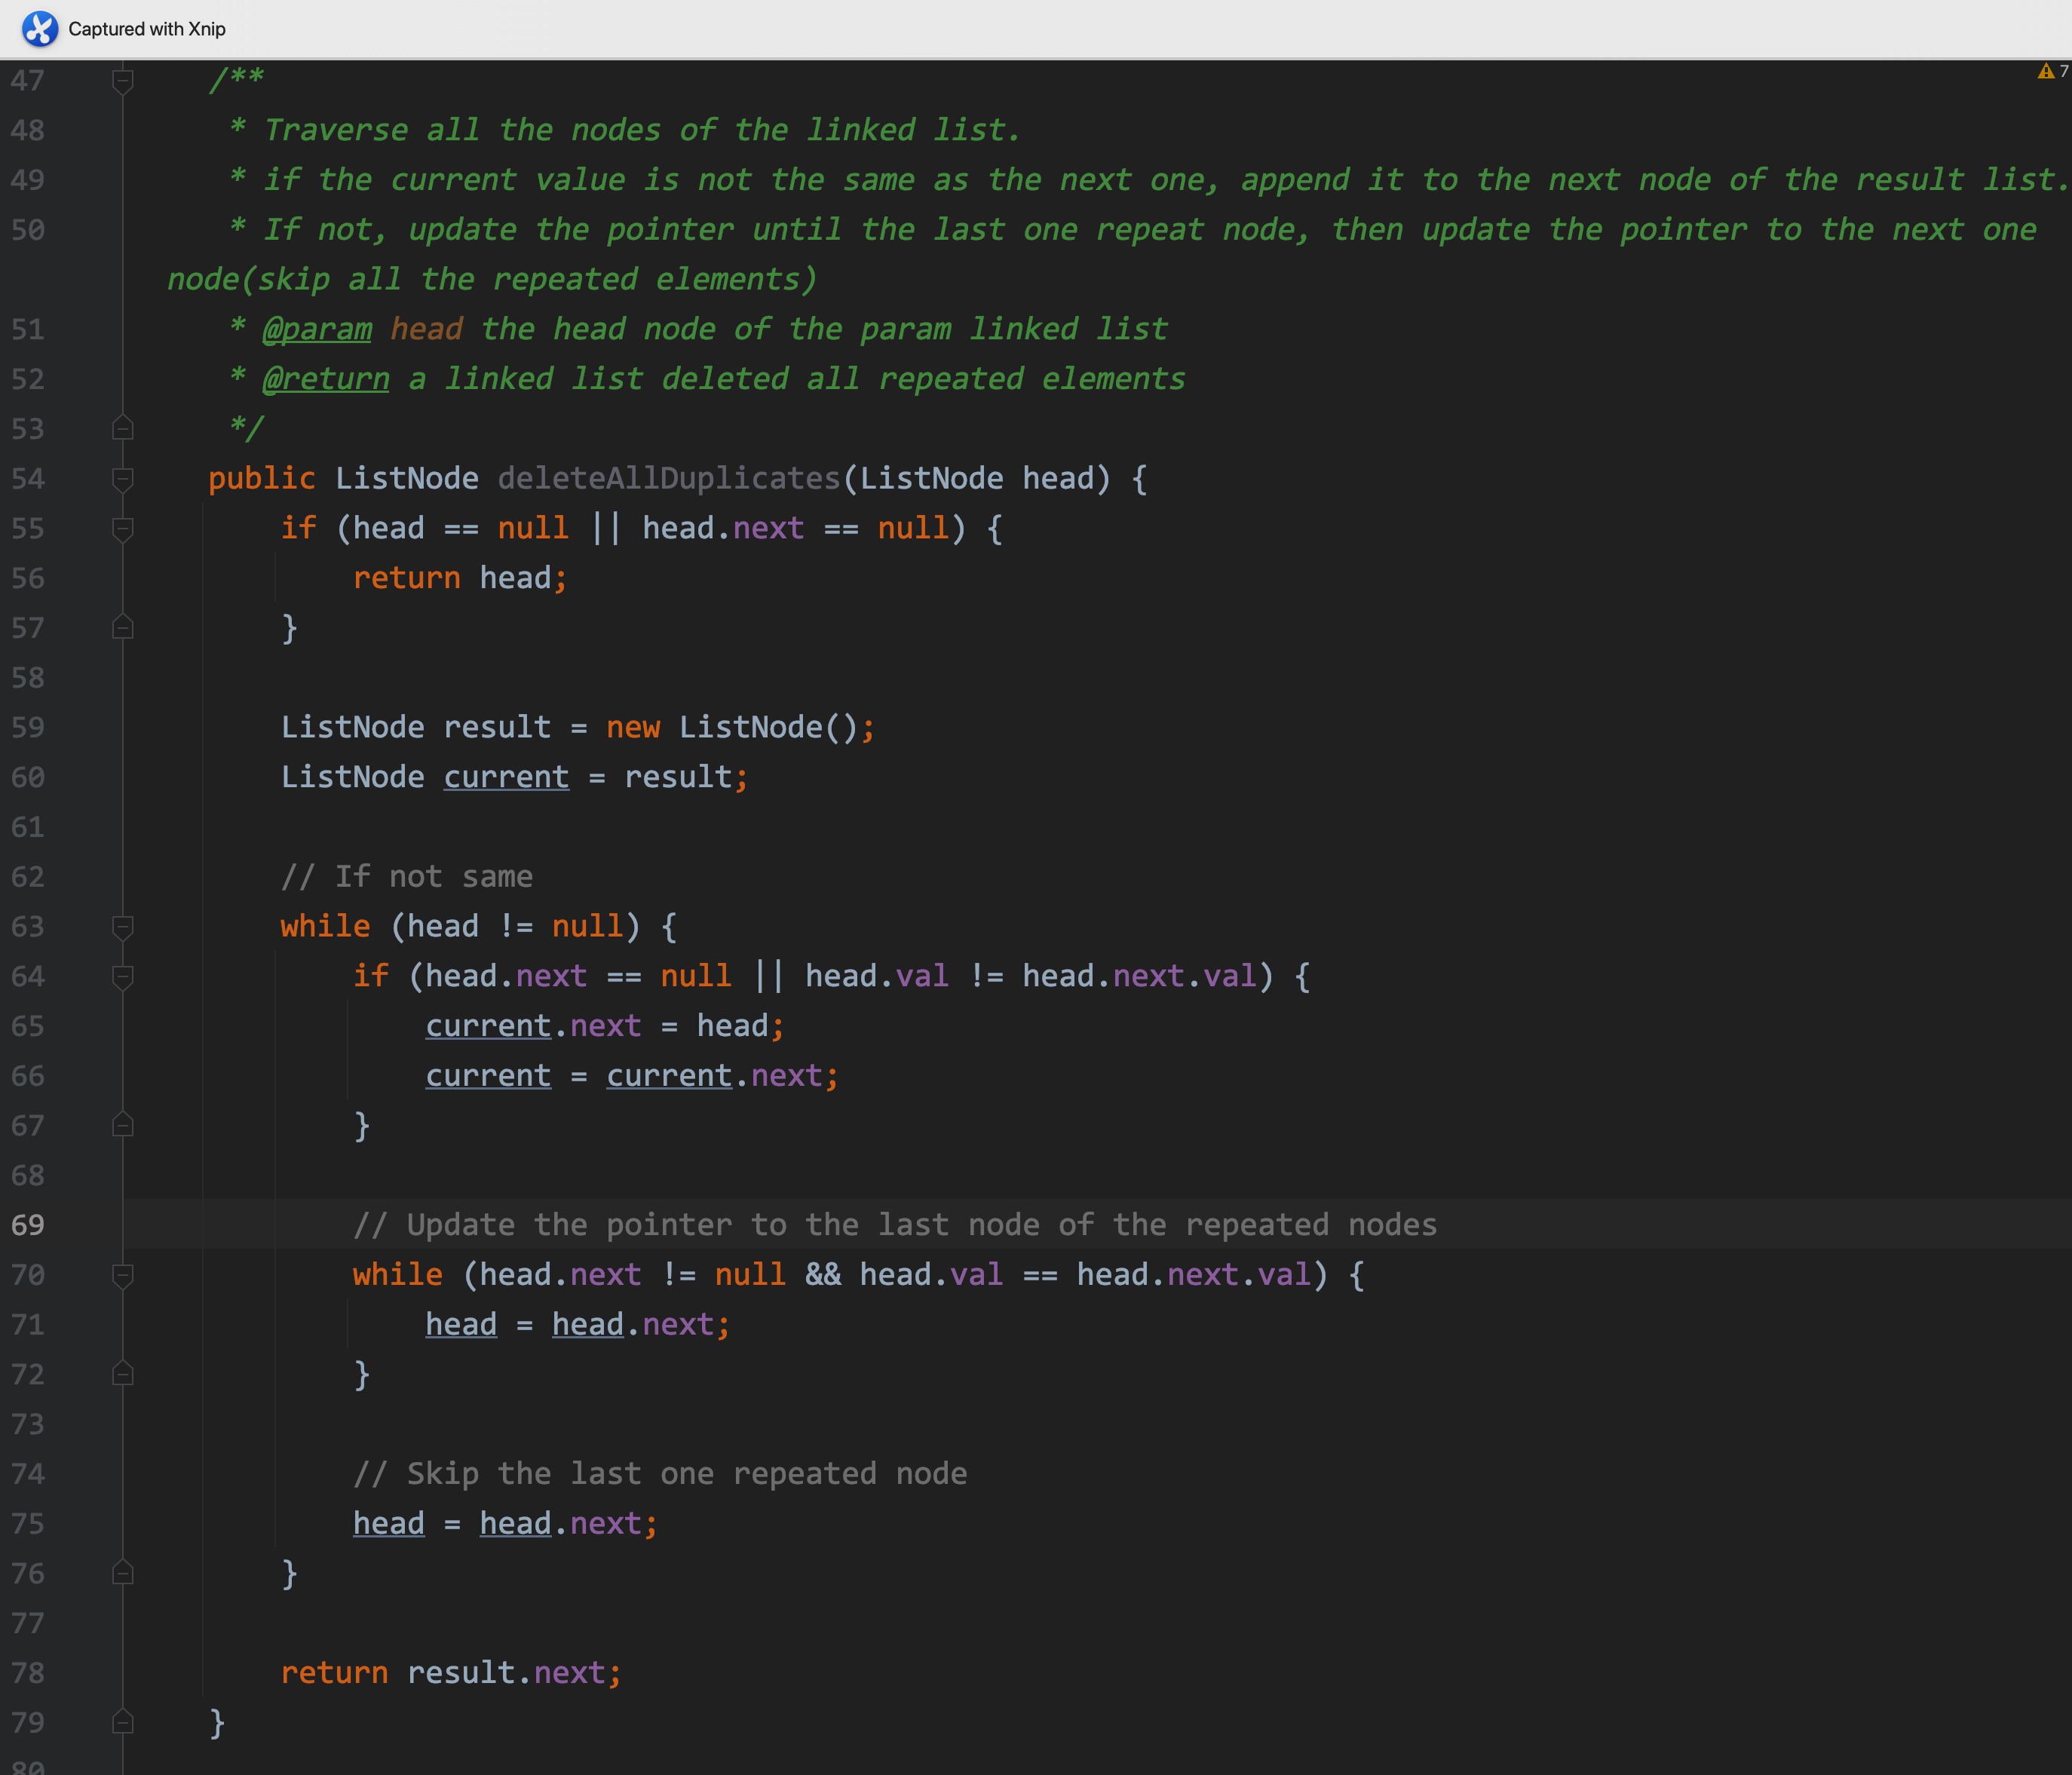 Captured with Xnip
7
47 /**
48 * Traverse all the nodes of the linked list.
49 * if the current value is not the same as the next one, append it to the next node of the result list.
50 * If not, update the pointer until the last one repeat node, then update the pointer to the next one
node(skip all the repeated elements)
51 * @param head the head node of the param linked list
52 * @return a linked list deleted all repeated elements
53 */
54 public ListNode deleteAllDuplicates(ListNode head) {
55 if (head == null || head.next == null) {
56 return head;
57 }
58
59 ListNode result = new ListNode();
60 ListNode current = result;
61
62 // If not same
63 while (head != null) {
64 if (head.next == null || head.val != head.next.val) {
65 current.next = head;
66 current = current.next;
67 }
68
69 // Update the pointer to the last node of the repeated nodes
70 while (head.next != null && head.val == head.next.val) {
71 head = head.next;
72 }
73
74 // Skip the last one repeated node
75 head = head.next;
76 }
77
78 return result.next;
79 }
80